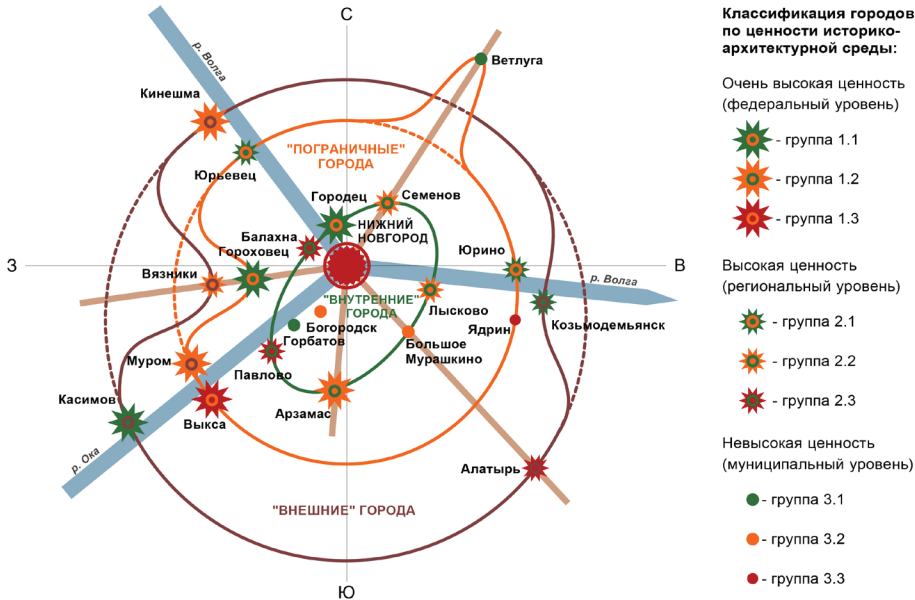 С
Классификация городов
по ценности историко-
архитектурной среды:
р. Волга
Ветлуга
Кинешма
Очень высокая ценность
(федеральный уровень)
- группа 1.1
"ПОГРАНИЧНЫЕ"
ГОРОДА
Юрьевец
- группа 1.2
Городец
Семенов
- группа 1.3
НИЖНИЙ
НОВГОРОД
Балахна
Гороховец
Юрино
З
В
Вязники
р. Волга
Высокая ценность
(региональный уровень)
"ВНУТРЕННИЕ"
ГОРОДА
Лысково
Богородск
Горбатов
Ядрин
Козьмодемьянск
- группа 2.1
Большое
Мурашкино
Муром
Павлово
- группа 2.2
Касимов
Выкса
Арзамас
- группа 2.3
р. Ока
Алатырь
Невысокая ценность
(муниципальный уровень)
- группа 3.1
"ВНЕШНИЕ" ГОРОДА
- группа 3.2
- группа 3.3
Ю